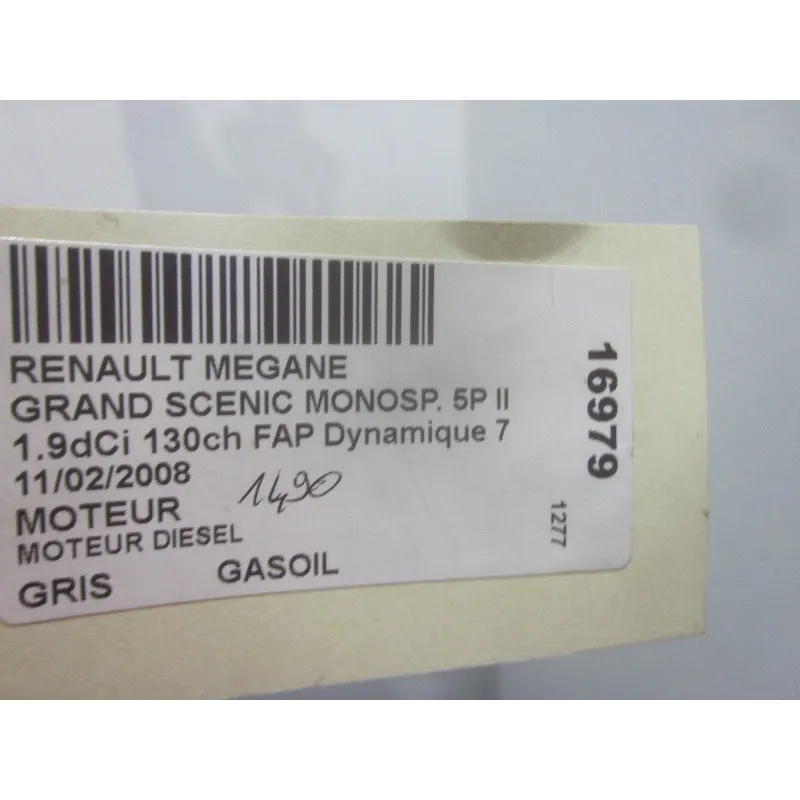 RENAULT MEGANE
GRAND SCENIC MONOSP. 5P II
1.9dCi 130ch FAP Dynamique 7
11/02/2008
1490
MOTEUR
MOTEUR DIESEL
GRIS GASOIL
16979
1277